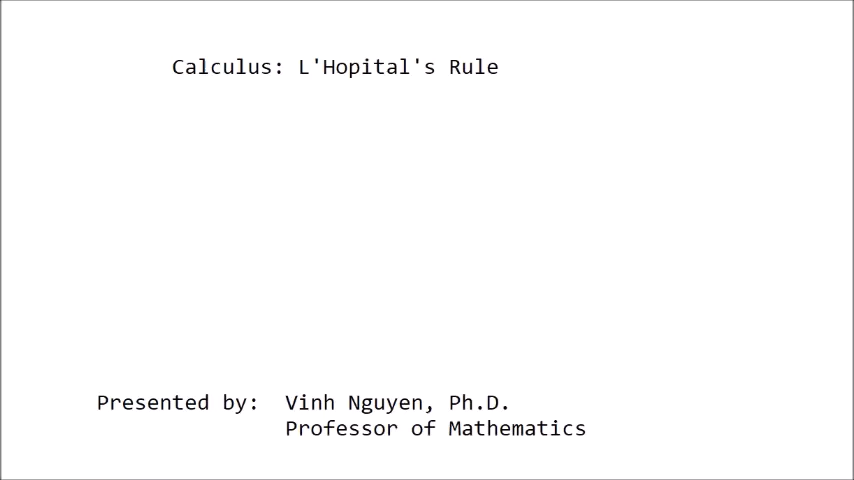 Calculus: L'Hopital's Rule
Presented by: Vinh Nguyen, Ph.D.
Professor of Mathematics